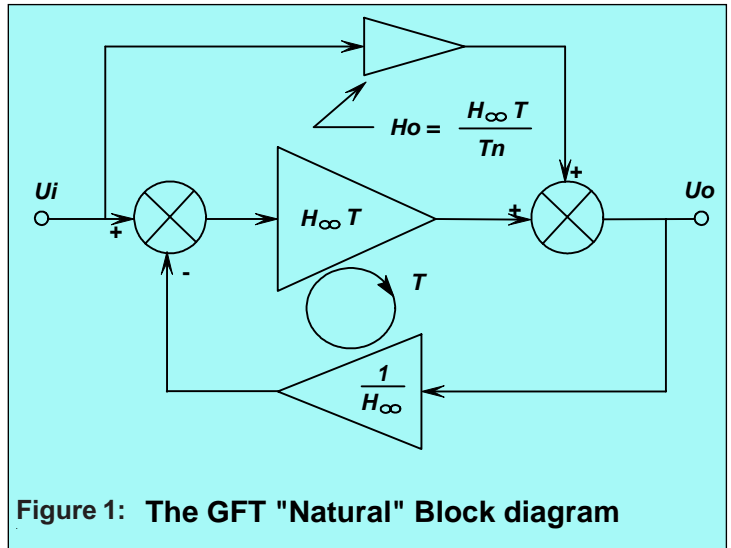 H∞ T
Ho = Tn
+
Ui
Uo
+
H∞ T
+
-
T
1
H∞
Figure 1: The GFT "Natural" Block diagram